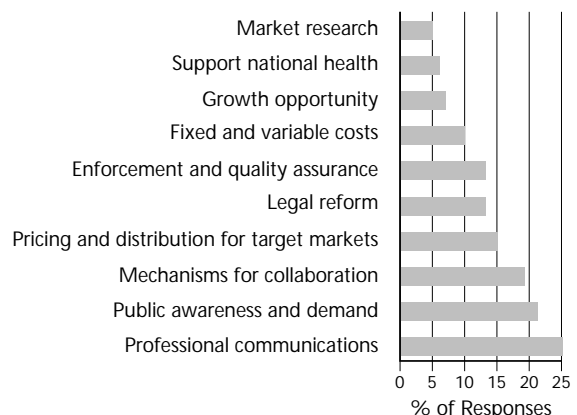 Market research
Support national health
Growth opportunity
Fixed and variable costs
Enforcement and quality assurance
Legal reform
Pricing and distribution for target markets
Mechanisms for collaboration
Public awareness and demand
Professional communications
0 5 10 15 20 25
% of Responses